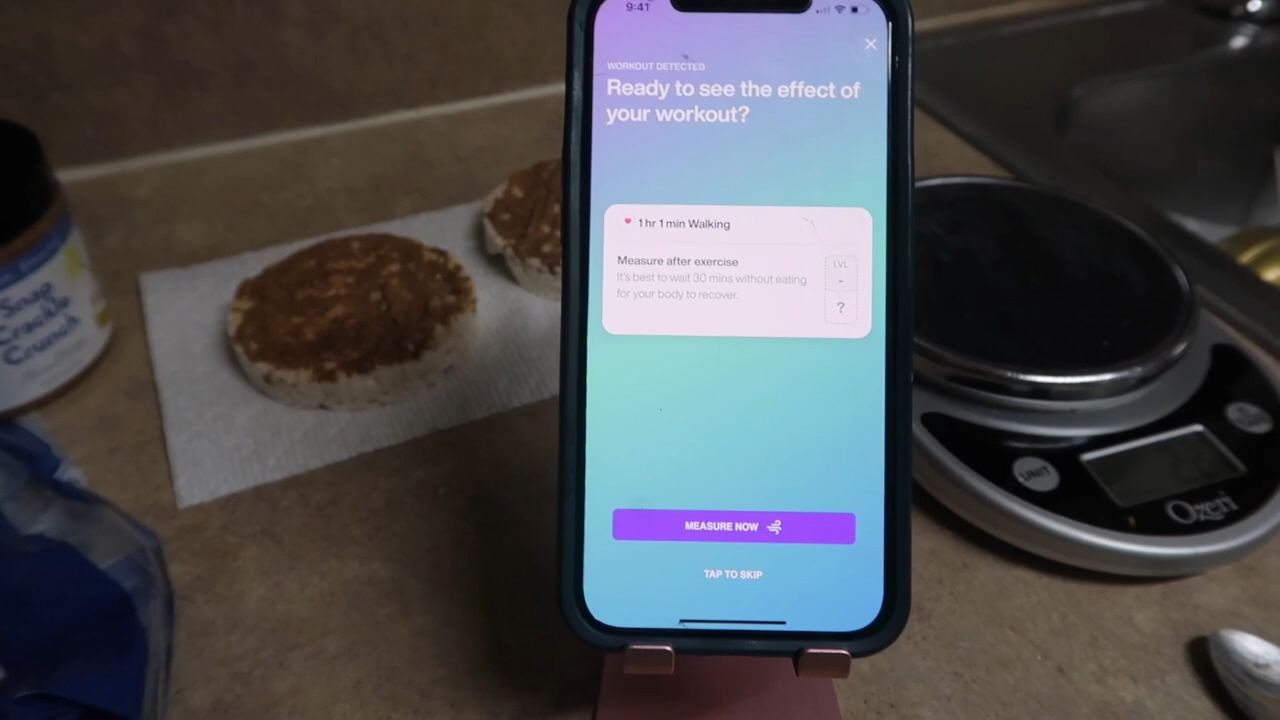 9:41
WORKOUT DETECTED
Ready to see the effect of
your workout?
1 hr 1 min Walking
Measure after exercise
It's best to wait 30 mins without eating
for your body to recover.
LVL
-
?
MEASURE NOW
TAP TO SKIP
Snap
Crackle
Crunch
UNIT
Ozeri